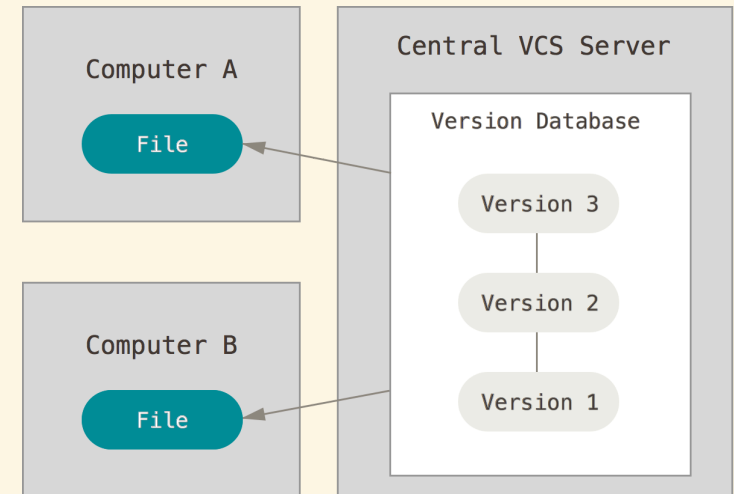 Computer A
File
Central VCS Server
Version Database
Version 3
Version 2
Version 1
Computer B
File